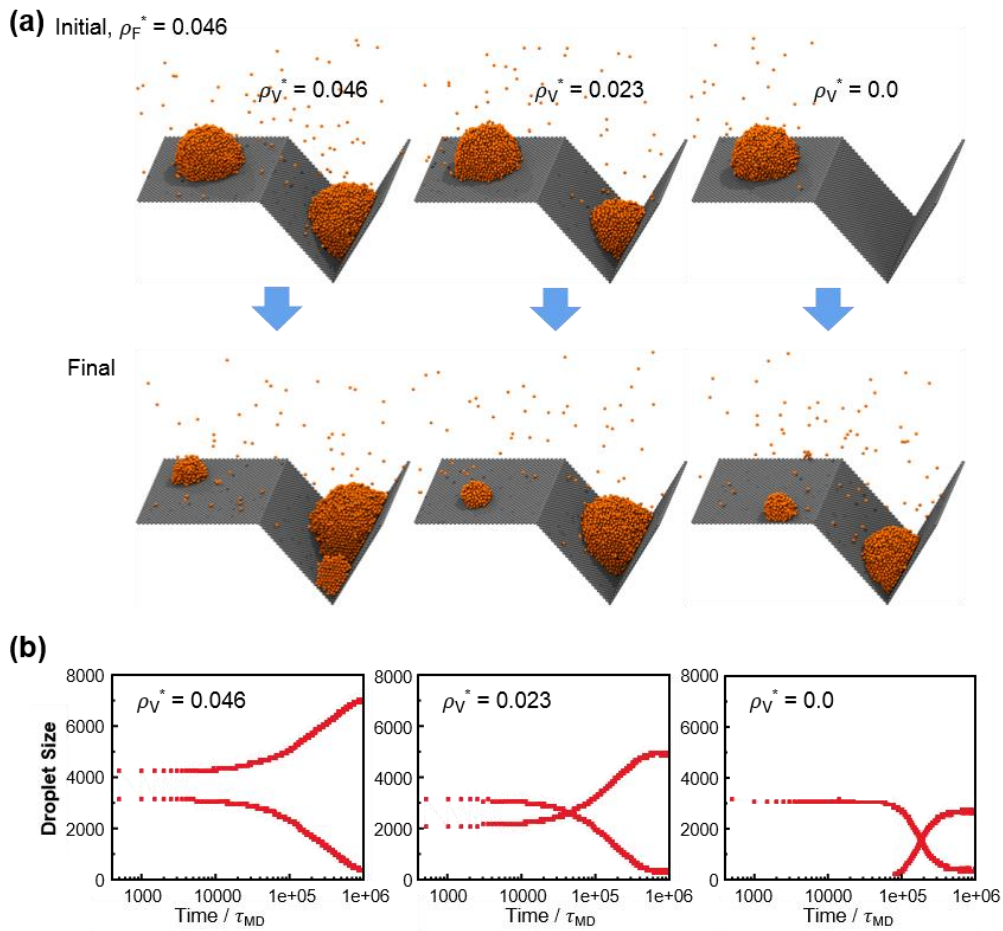 (a) Initial, ρF* = 0.046
ρV* = 0.046
ρV* = 0.023
ρV* = 0.0
Final
(b)
Droplet Size
8000
6000
4000
2000
0
ρV* = 0.046
1000
10000
1e+05
1e+06
Time / τMD
8000
6000
4000
2000
0
ρV* = 0.023
1000
10000
1e+05
1e+06
Time / τMD
8000
6000
4000
2000
0
ρV* = 0.0
1000
10000
1e+05
1e+06
Time / τMD